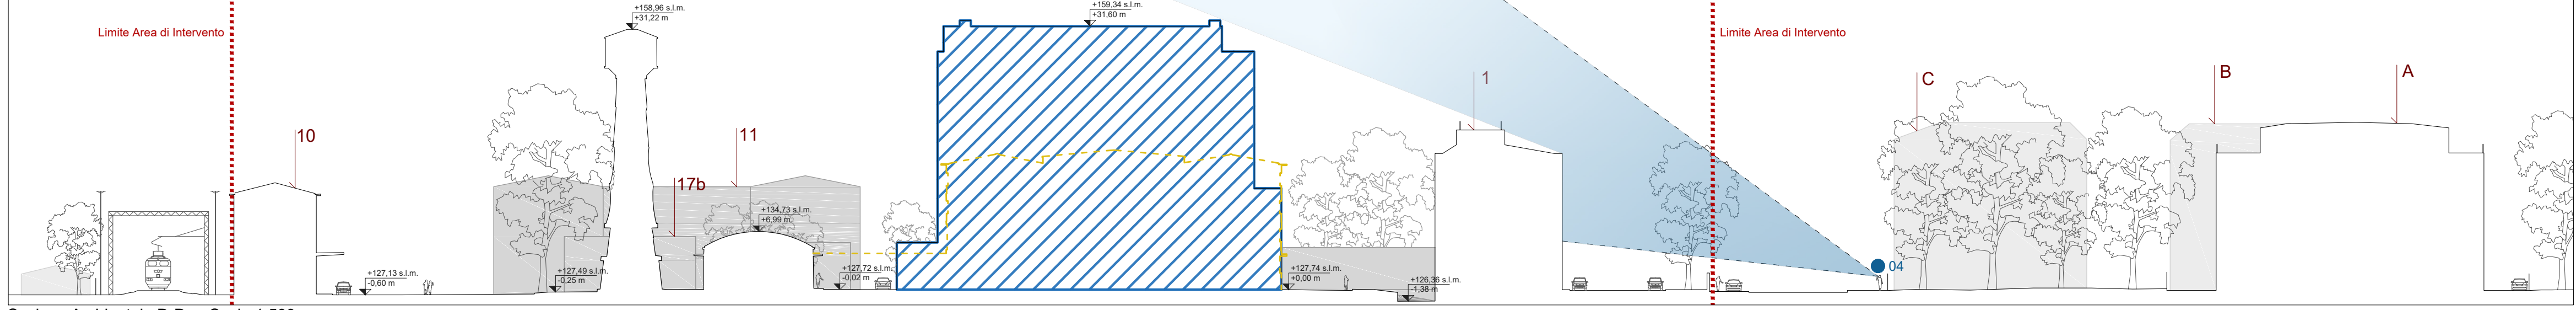 +158,96 s.l.m.
+31,22 m
+159,34 s.l.m.
+31,60 m
Limite Area di Intervento
Limite Area di Intervento
10
11
17b
1
C
B
A
+134,73 s.l.m.
+6,99 m
04
+127,13 s.l.m.
-0,60 m
+127,49 s.l.m.
-0,25 m
+127,72 s.l.m.
-0,02 m
+127,74 s.l.m.
+0,00 m
+126,36 s.l.m.
-1,38 m